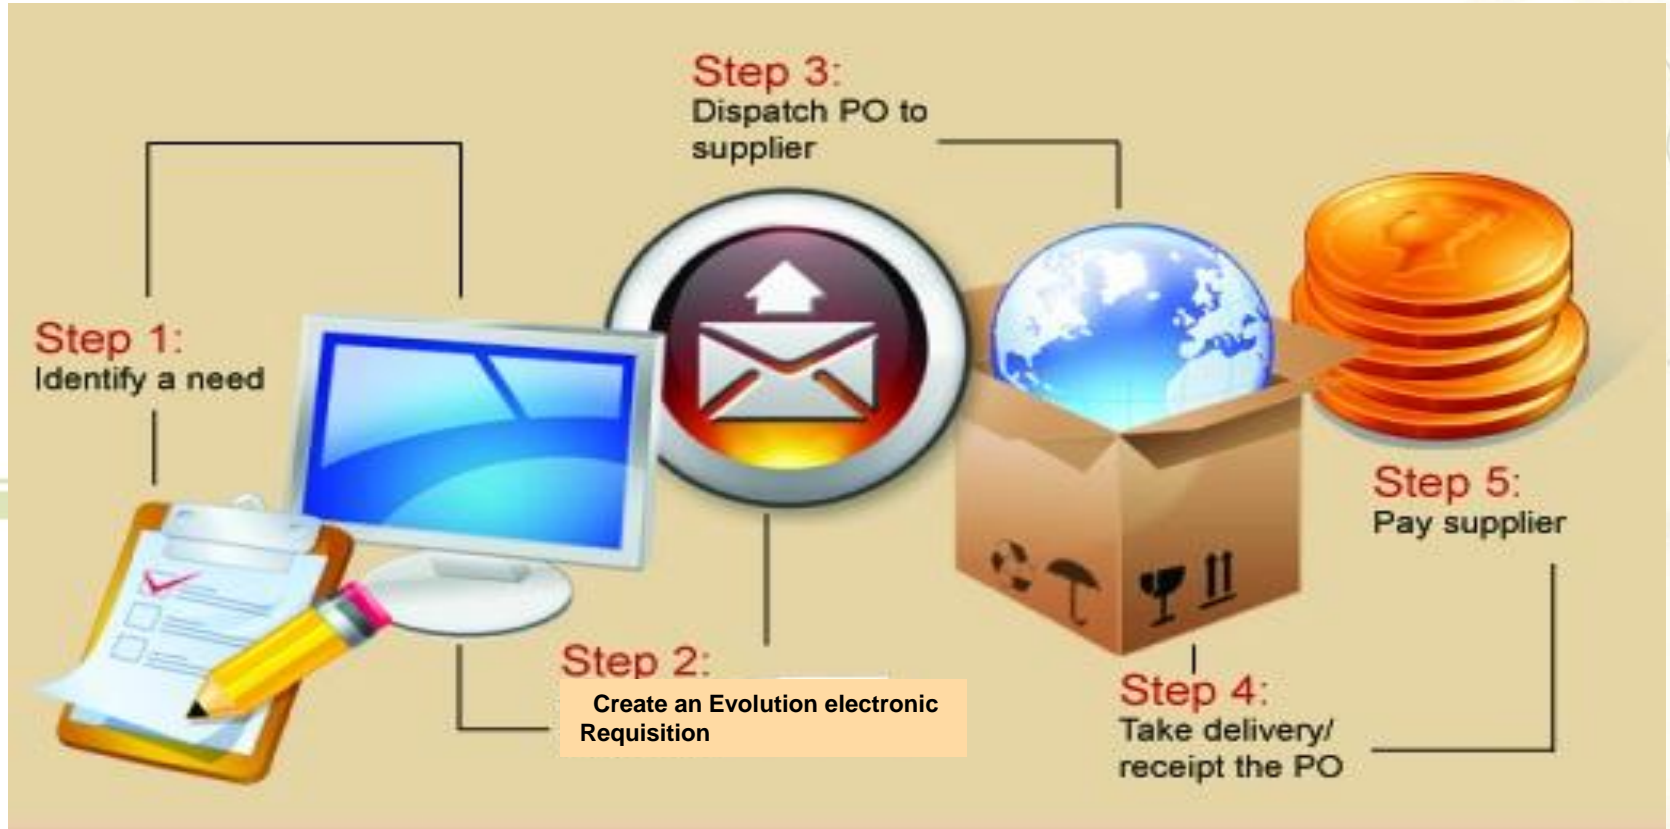 Step 1:
Identify a need
Step 2:
Create an Evolution electronic
Requisition
Step 3:
Dispatch PO to
supplier
Step 4:
Take delivery/
receipt the PO
Step 5:
Pay supplier